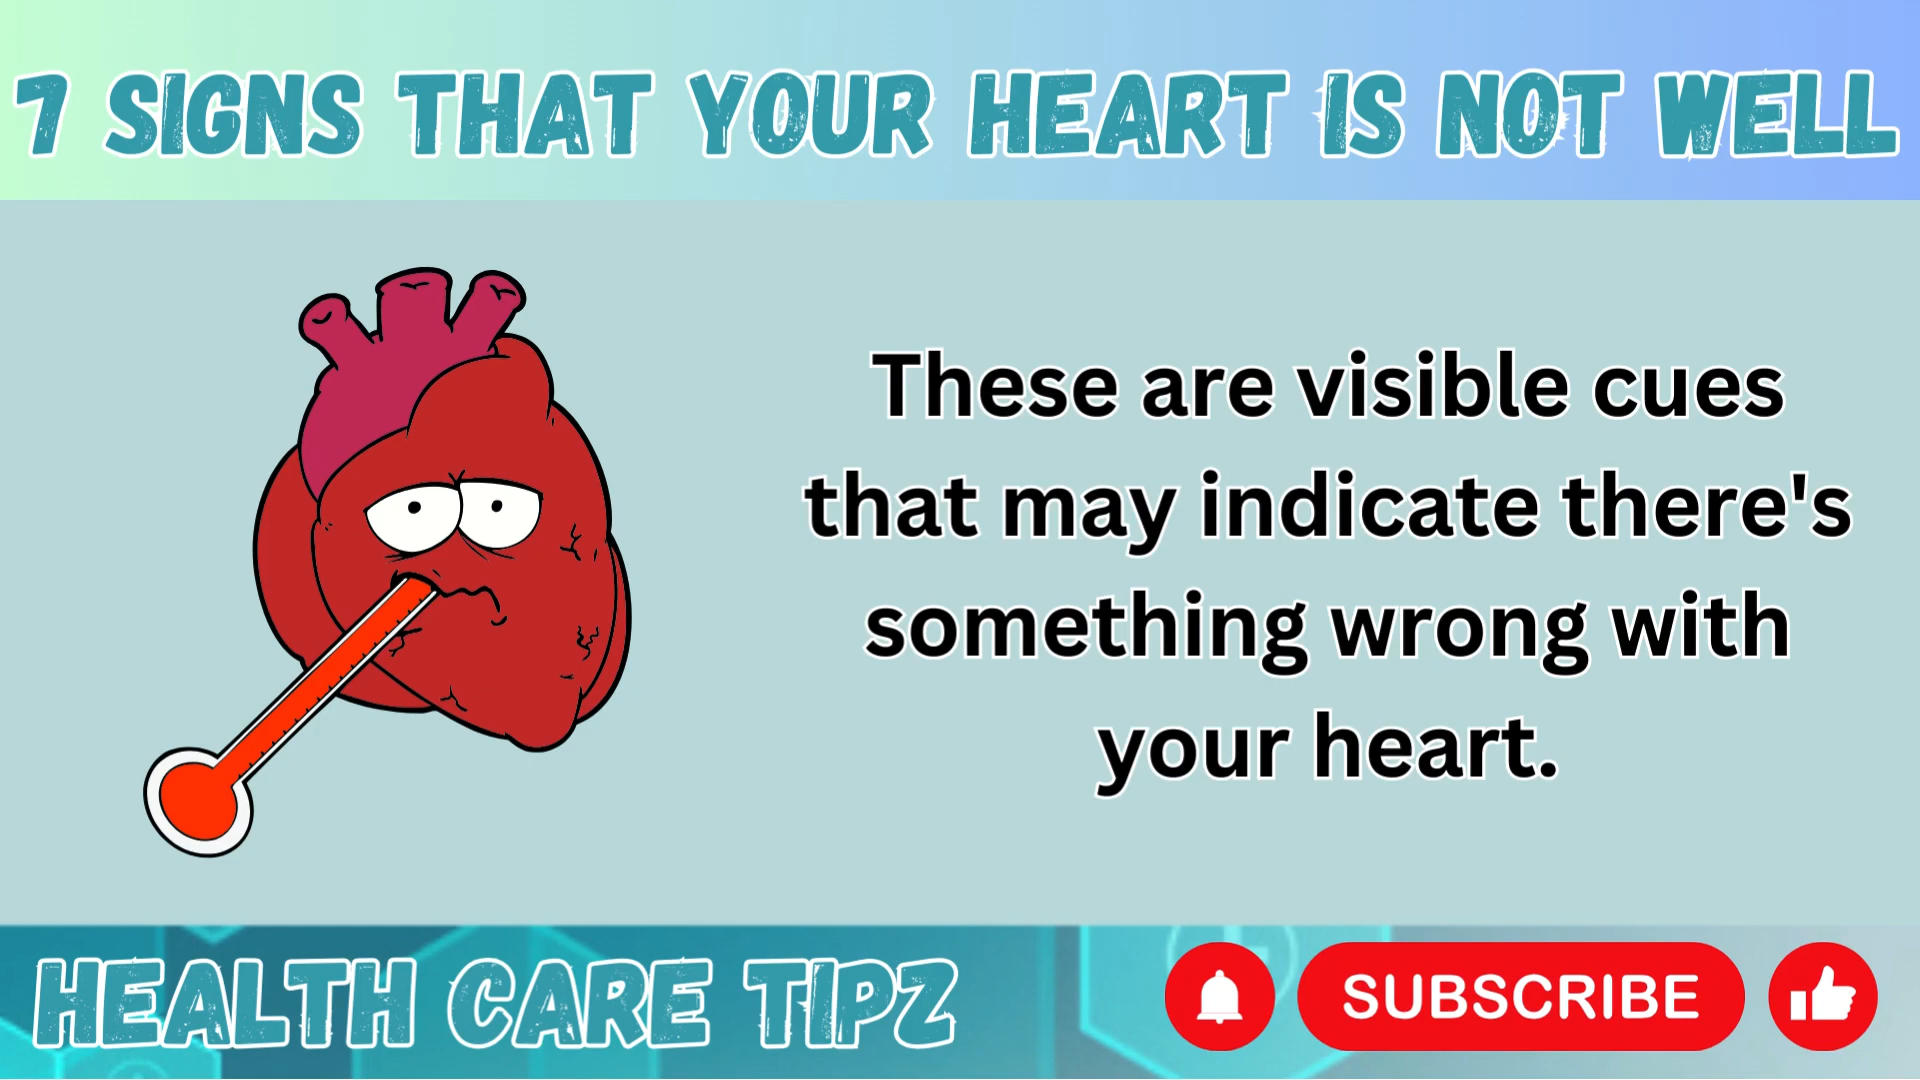 7 SIGNS THAT YOUR HEART IS NOT WELL
These are visible cues
that may indicate there's
something wrong with
your heart.
HEALTH CARE TIPZ
SUBSCRIBE